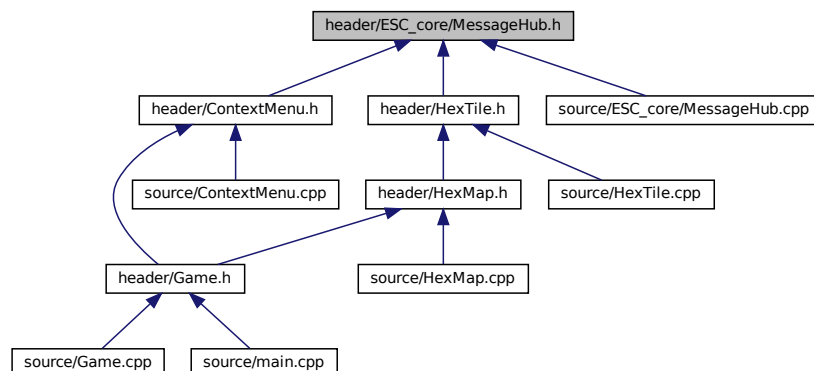 header/ESC_core/MessageHub.h
header/ContextMenu.h
header/HexTile.h
source/ESC_core/MessageHub.cpp
source/ContextMenu.cpp
header/HexMap.h
source/HexTile.cpp
header/Game.h
source/HexMap.cpp
source/Game.cpp
source/main.cpp